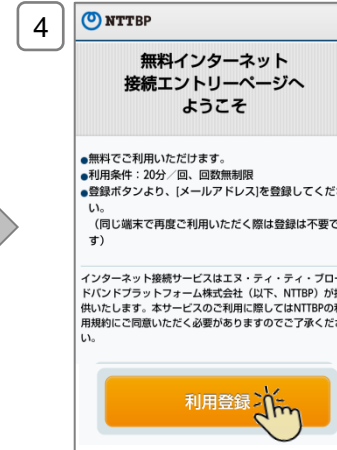 4
NTTBP
無料インターネット
接続エントリーページへ
ようこそ
●無料でご利用いただけます。
●利用条件：20分／回、回数無制限
●登録ボタンより、[メールアドレス]を登録してくだ
い。
（同じ端末で再度ご利用いただく際は登録は不要で
す）
インターネット接続サービスはエヌ・ティ・ティ・ブロー
ドバンドプラットフォーム株式会社（以下、NTTBP）が
供いたします。本サービスのご利用に際してはNTTBPの
用規約にご同意いただく必要がありますのでご了承くだ
い。
利用登録